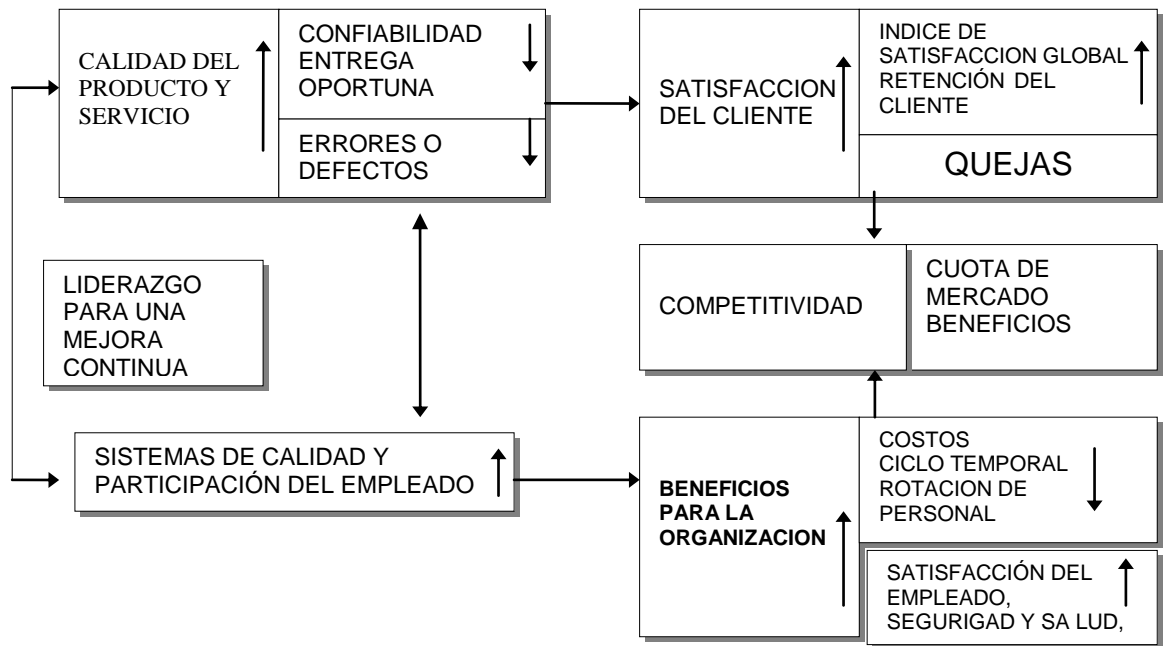 CALIDAD DEL
PRODUCTO Y
SERVICIO
CONFIABILIDAD
ENTREGA
OPORTUNA
ERRORES O
DEFECTOS
SATISFACCION
DEL CLIENTE
INDICE DE
SATISFACCION GLOBAL
RETENCIÓN DEL
CLIENTE
QUEJAS
LIDERAZGO
PARA UNA
MEJORA
CONTINUA
COMPETITIVIDAD
CUOTA DE
MERCADO
BENEFICIOS
SISTEMAS DE CALIDAD Y
PARTICIPACIÓN DEL EMPLEADO
BENEFICIOS
PARA LA
ORGANIZACION
COSTOS
CICLO TEMPORAL
ROTACION DE
PERSONAL
SATISFACCIÓN DEL
EMPLEADO,
SEGURIGAD Y SA LUD,